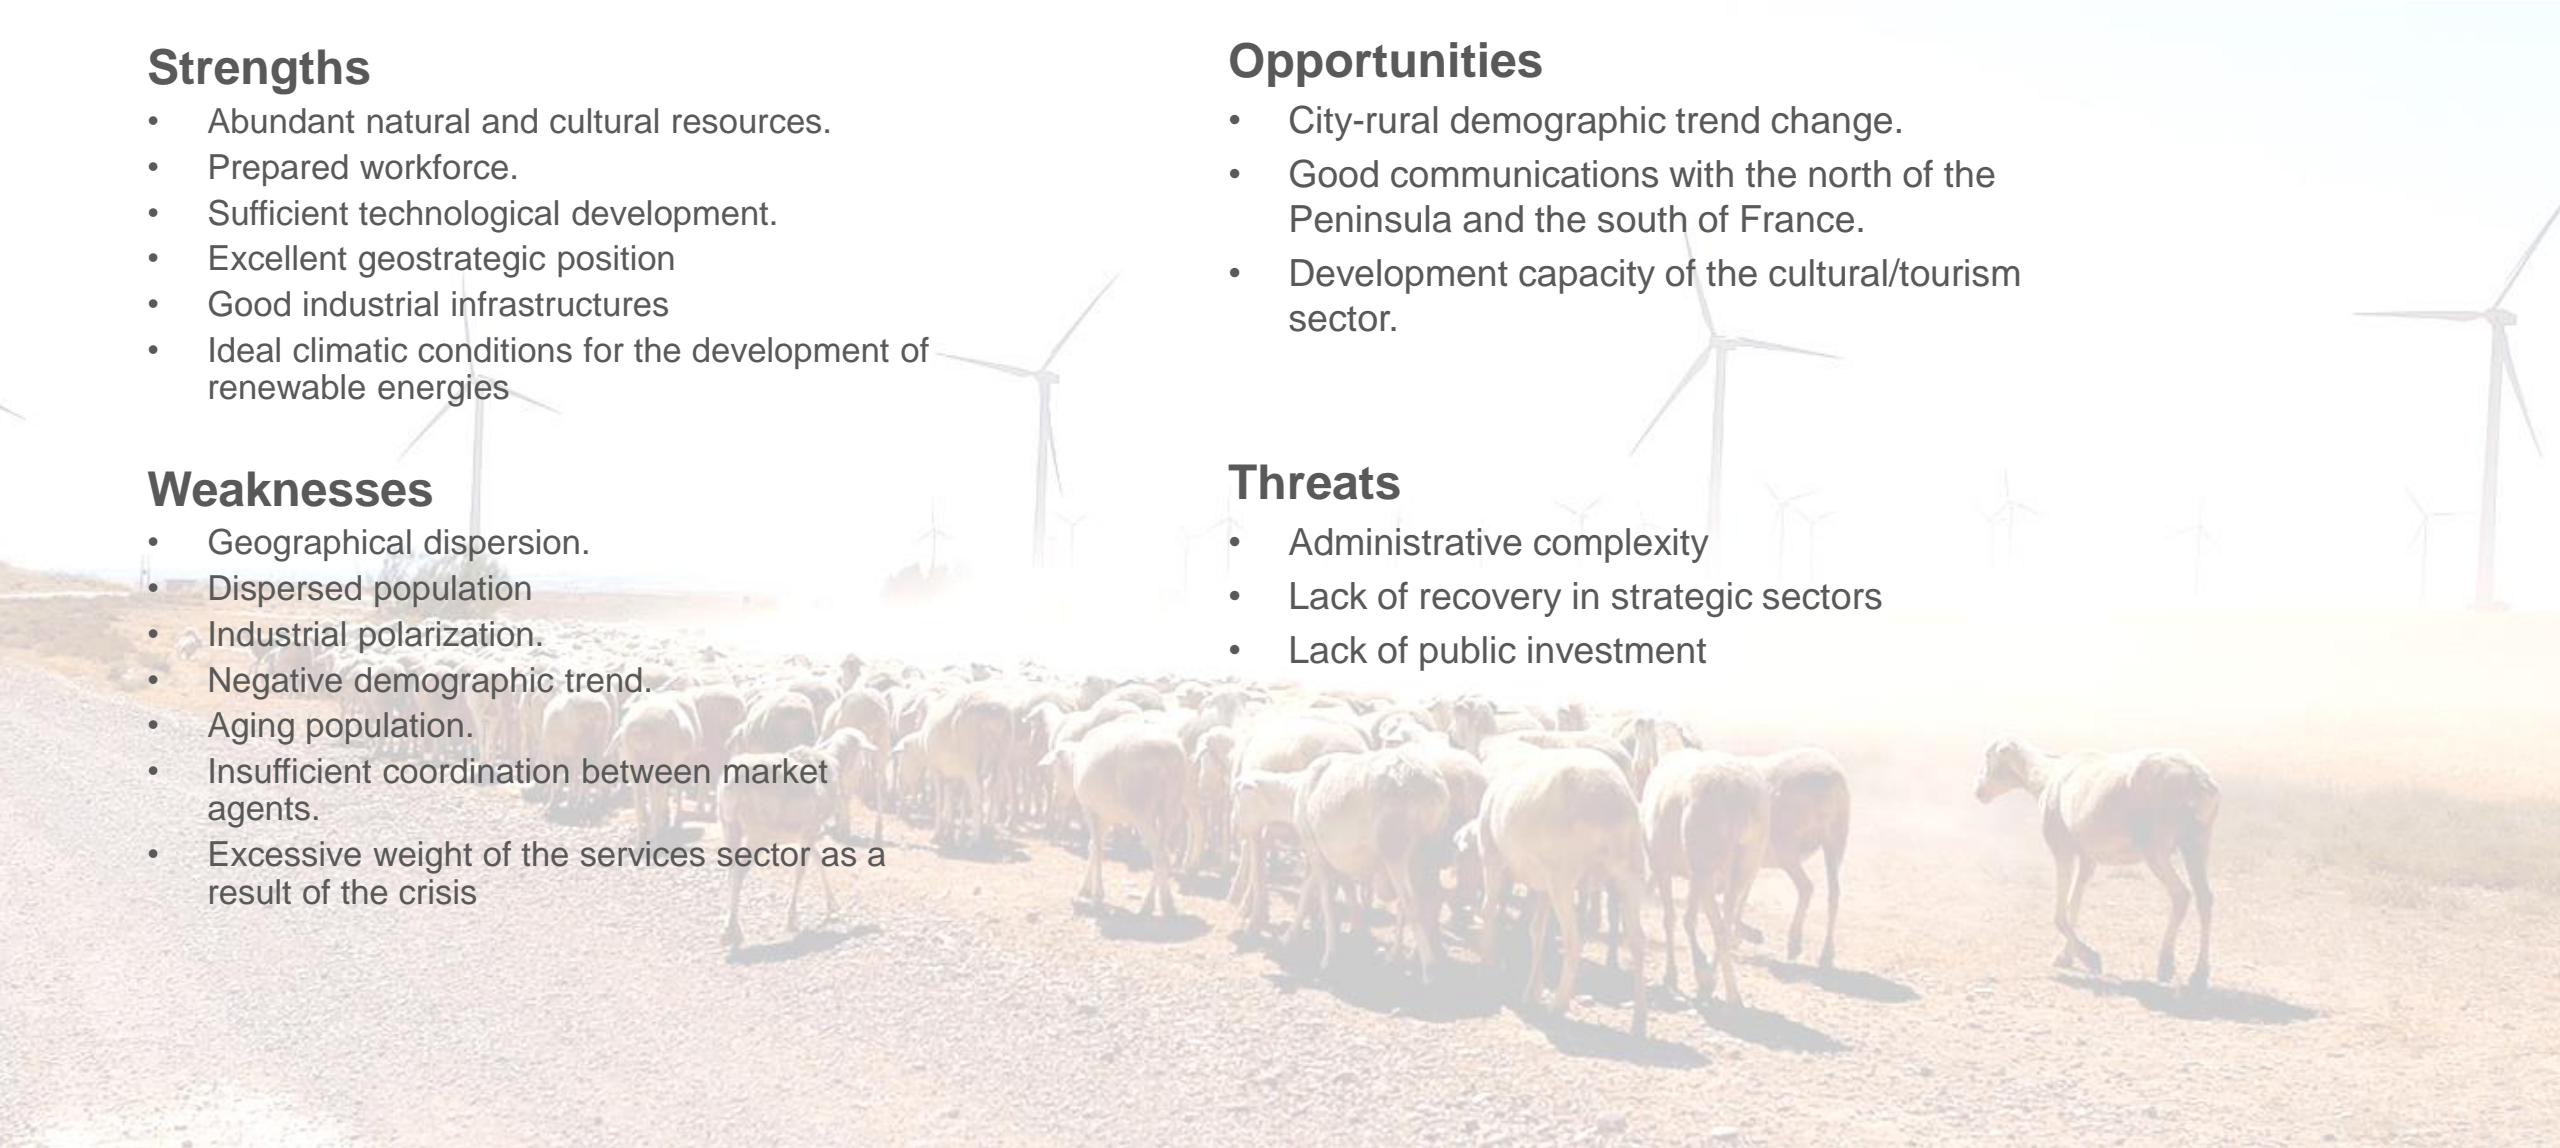 Strengths
• Abundant natural and cultural resources.
• Prepared workforce.
• Sufficient technological development.
• Excellent geostrategic position
• Good industrial infrastructures
• Ideal climatic conditions for the development of
renewable energies
Weaknesses
• Geographical dispersion.
• Dispersed population
• Industrial polarization.
• Negative demographic trend.
• Aging population.
• Insufficient coordination between market
agents.
• Excessive weight of the services sector as a
result of the crisis
Opportunities
• City-rural demographic trend change.
• Good communications with the north of the
Peninsula and the south of France.
• Development capacity of the cultural/tourism
sector.
Threats
• Administrative complexity
• Lack of recovery in strategic sectors
• Lack of public investment